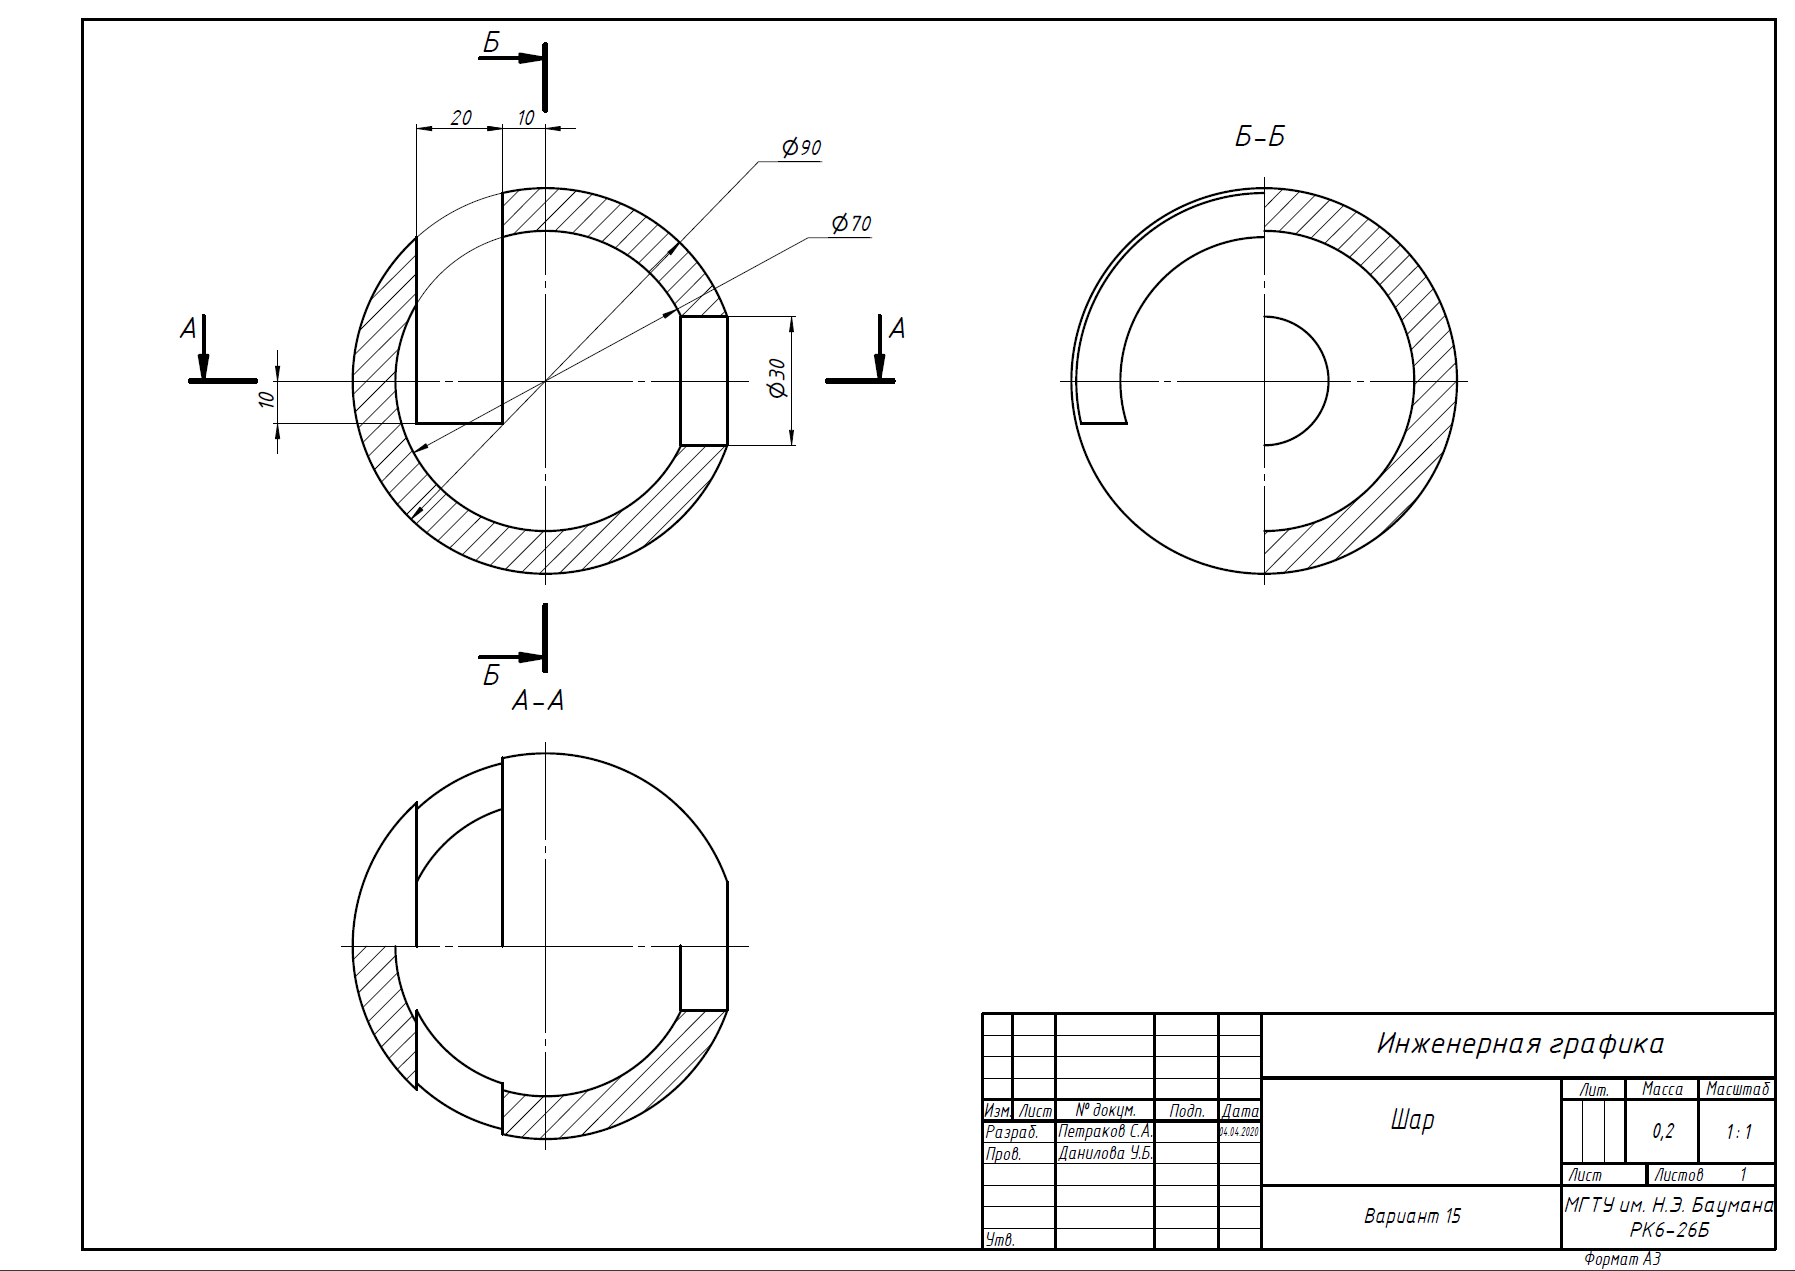 Б
20 10
Ø90
Б-Б
Ø70
А А
10
Ø30
Б
А-А
Инженерная графика
Лит. Масса Масштаб
Шар
0,2 1:1
Изм. Лист № докум. Подп. Дата
Разраб. Петраков С.А. 04.04.2020
Пров. Данилова У.Б.
Лист Листов 1
Вариант 15
МГТУ им. Н.Э. Баумана
РК6-26Б
Утв.
Формат А3